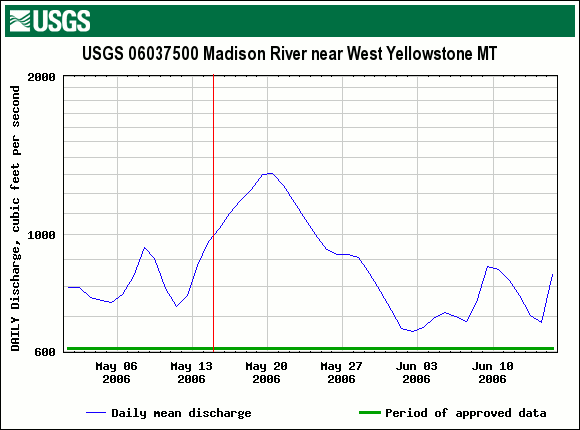 USGS
USGS 06037500 Madison River near West Yellowstone MT
DAILY Discharge, cubic feet per second
2000
1000
600
May 06 May 13 May 20 May 27 Jun 03 Jun 10
2006 2006 2006 2006 2006 2006
Daily mean discharge Period of approved data